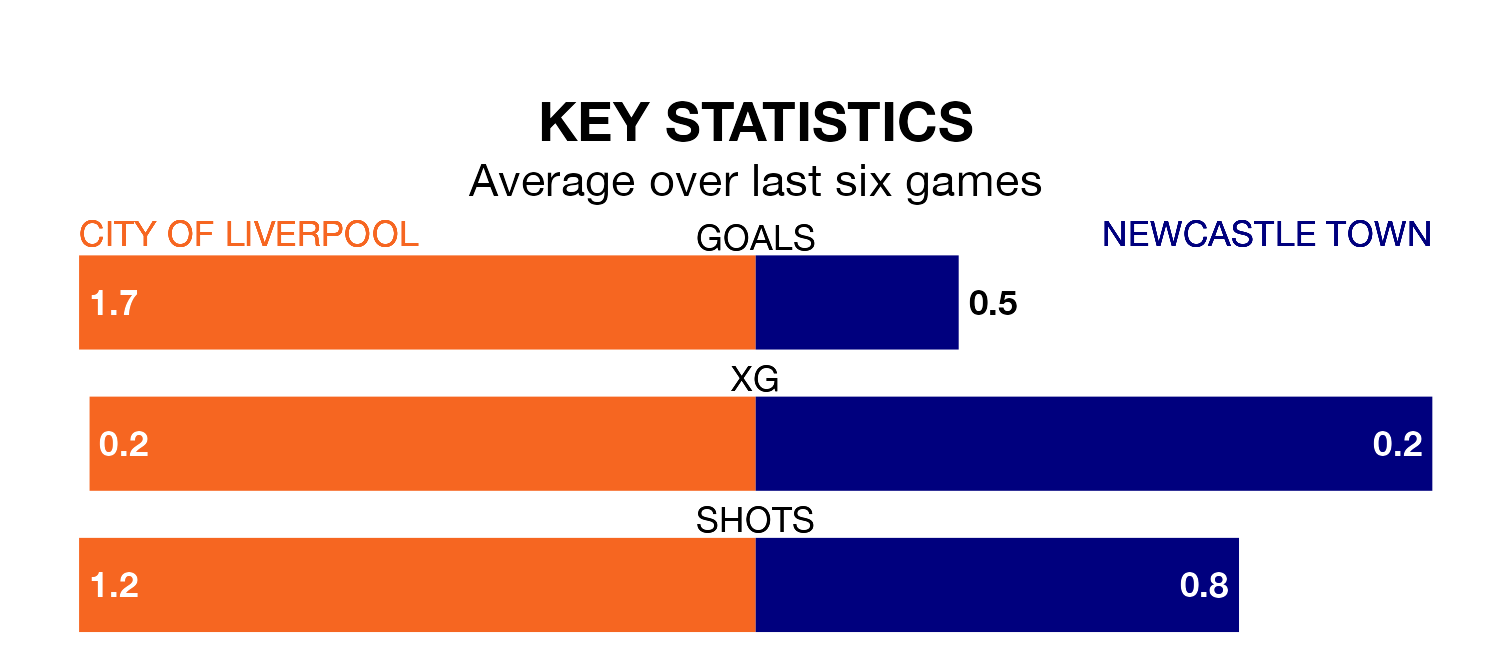 KEY STATISTICS
Average over last six games
CITY OF LIVERPOOL
GOALS
NEWCASTLE TOWN
1.7
0.5
XG
0.2
0.2
SHOTS
1.2
0.8